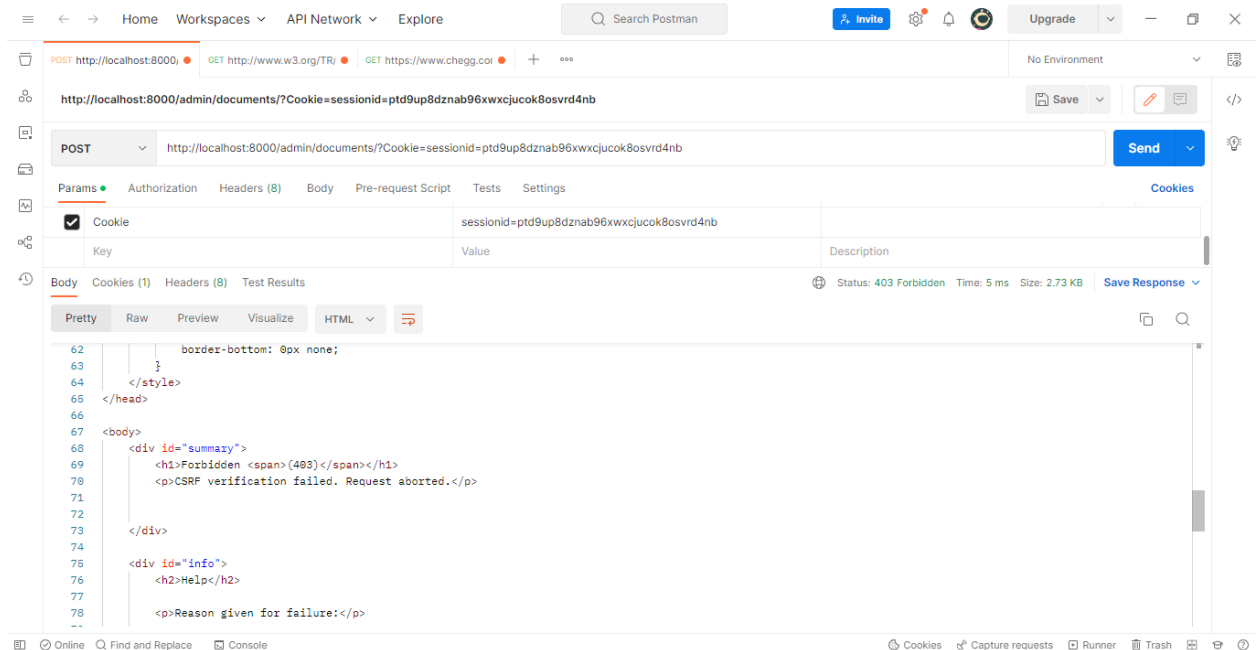 Home Workspaces API Network Explore Search Postman Invite Upgrade
POST http://localhost:8000/ GET http://www.w3.org/TR/ GET https://www.chegg.cor No Environment
http://localhost:8000/admin/documents/?Cookie=sessionid=ptd9up8dznab96xwxcjucok8osvrd4nb Save
POST http://localhost:8000/admin/documents/?Cookie=sessionid=ptd9up8dznab96xwxcjucok8osvrd4nb Send
Params Authorization Headers (8) Body Pre-request Script Tests Settings Cookies
Cookie sessionid=ptd9up8dznab96xwxcjucok8osvrd4nb
Key Value Description
Body Cookies (1) Headers (8) Test Results Status: 403 Forbidden Time: 5 ms Size: 2.73 KB Save Response
Pretty Raw Preview Visualize HTML
62 border-bottom: 0px none;
63 }
64 </style>
65 </head>
66
67 <body>
68 <div id="summary">
69 <h1>Forbidden <span>(403)</span></h1>
70 <p>CSRF verification failed. Request aborted.</p>
71
72
73 </div>
74
75 <div id="info">
76 <h2>Help</h2>
77
78 <p>Reason given for failure:</p>
Online Find and Replace Console Cookies Capture requests Runner Trash